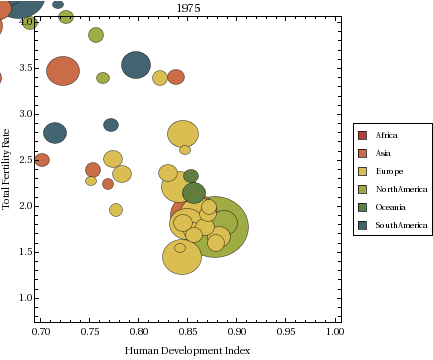 1975
4.0
3.5
3.0
2.5
2.0
1.5
1.0
Total Fertility Rate
0.70 0.75 0.80 0.85 0.90 0.95 1.00
Human Development Index
Africa
Asia
Europe
NorthAmerica
Oceania
SouthAmerica